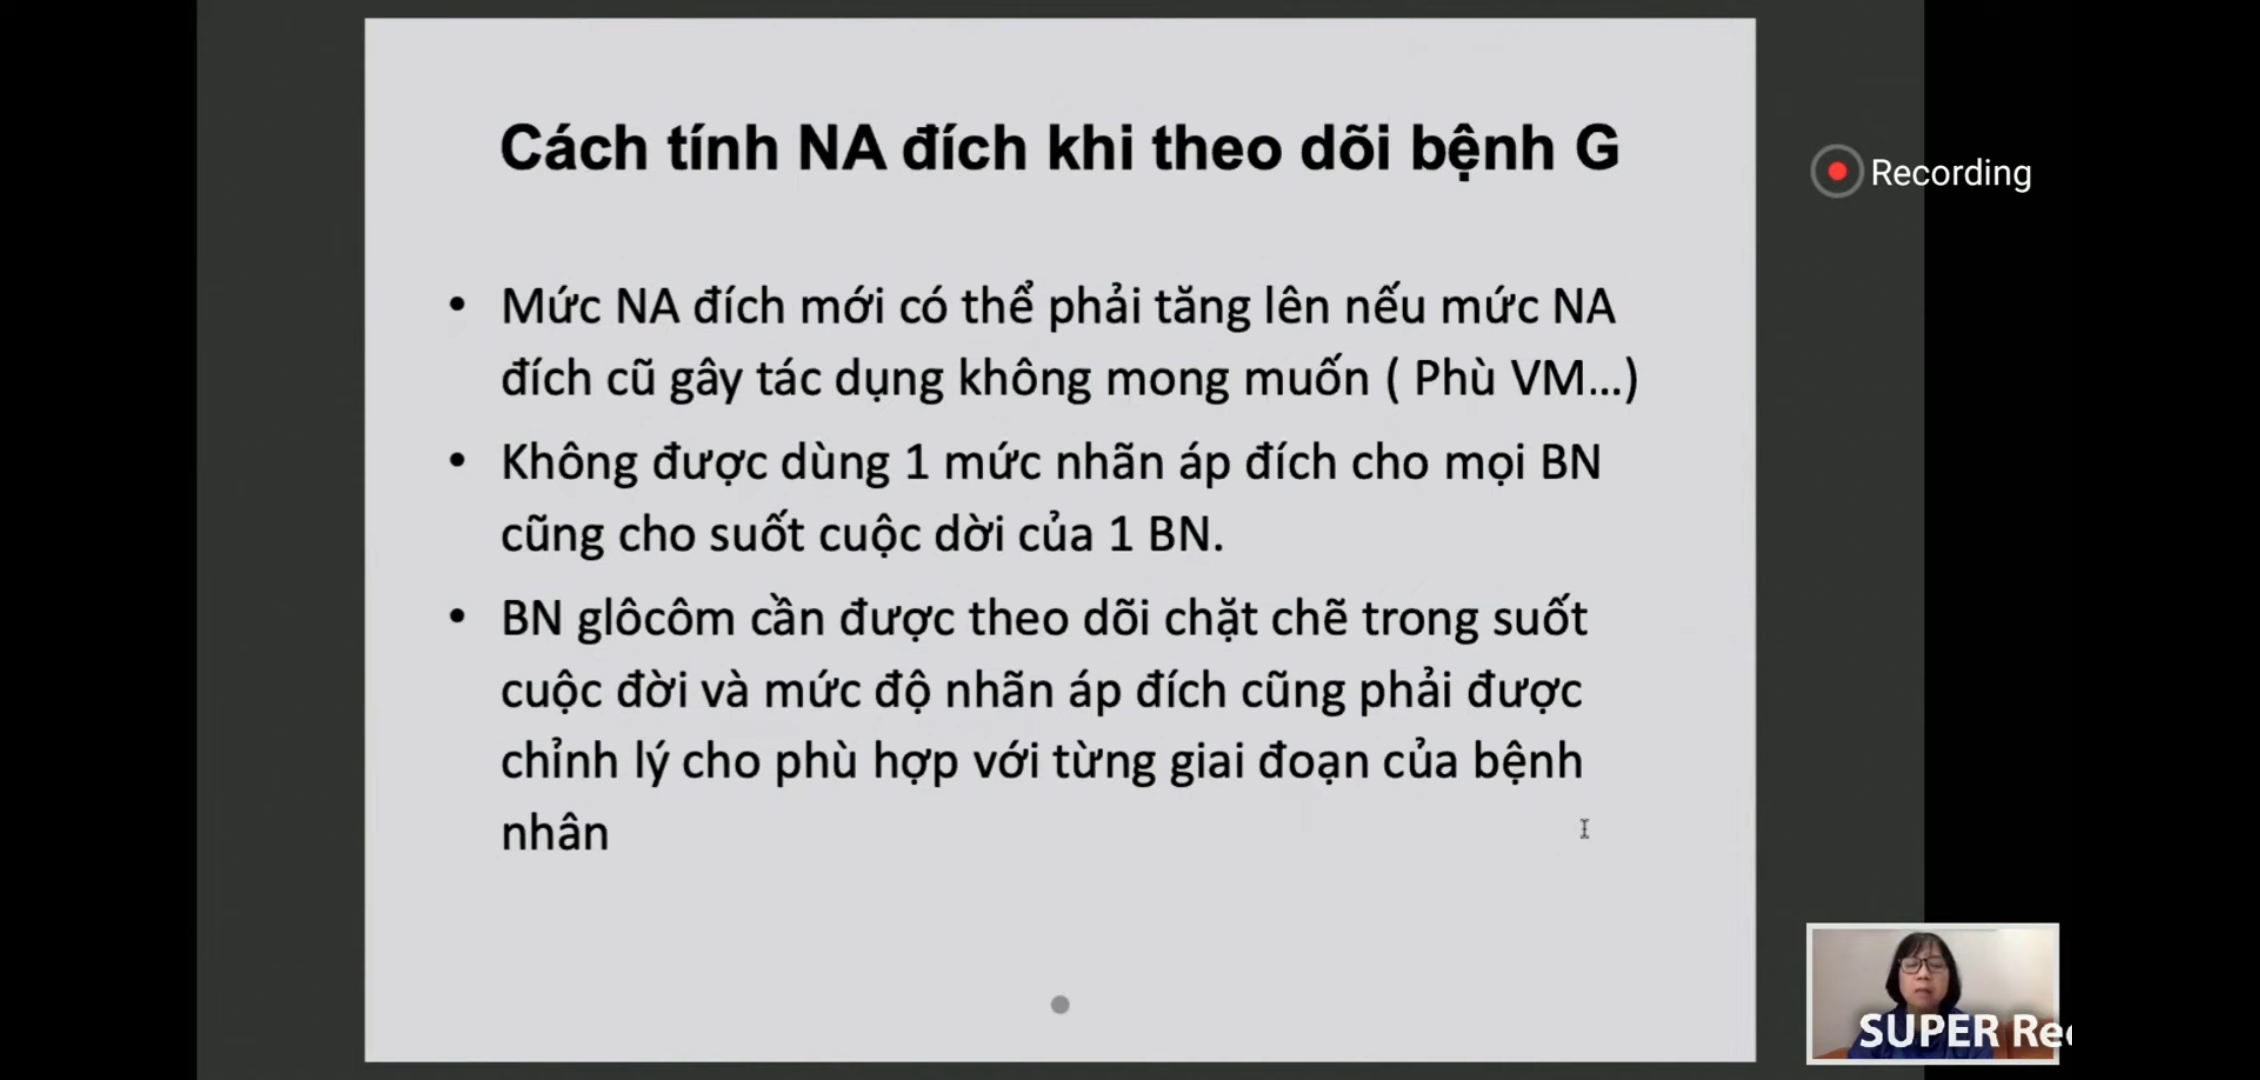 Cách tính NA đích khi theo dõi bệnh G
Recording
• Mức NA đích mới có thể phải tăng lên nếu mức NA
đích cũ gây tác dụng không mong muốn ( Phù VM...)
• Không được dùng 1 mức nhãn áp đích cho mọi BN
cũng cho suốt cuộc dời của 1 BN.
• BN glôcôm cần được theo dõi chặt chẽ trong suốt
cuộc đời và mức độ nhãn áp đích cũng phải được
chỉnh lý cho phù hợp với từng giai đoạn của bệnh
nhân
SUPER Rec